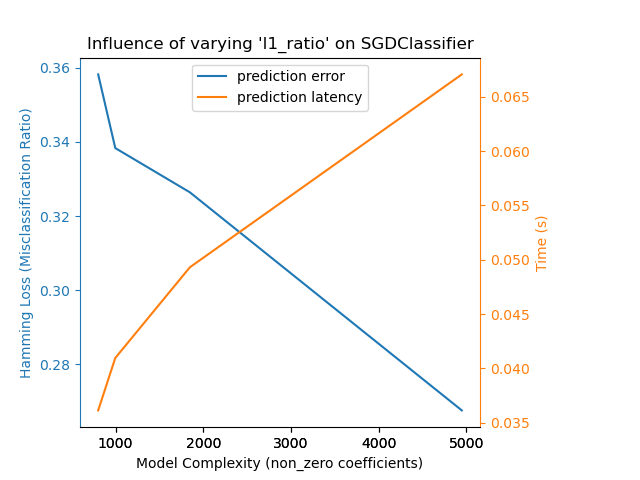 Influence of varying 'l1_ratio' on SGDClassifier
prediction error
prediction latency
Hamming Loss (Misclassification Ratio)
0.36
0.34
0.32
0.30
0.28
0.065
0.060
0.055
0.050
0.045
0.040
0.035
Time (s)
1000 2000 3000 4000 5000
Model Complexity (non_zero coefficients)